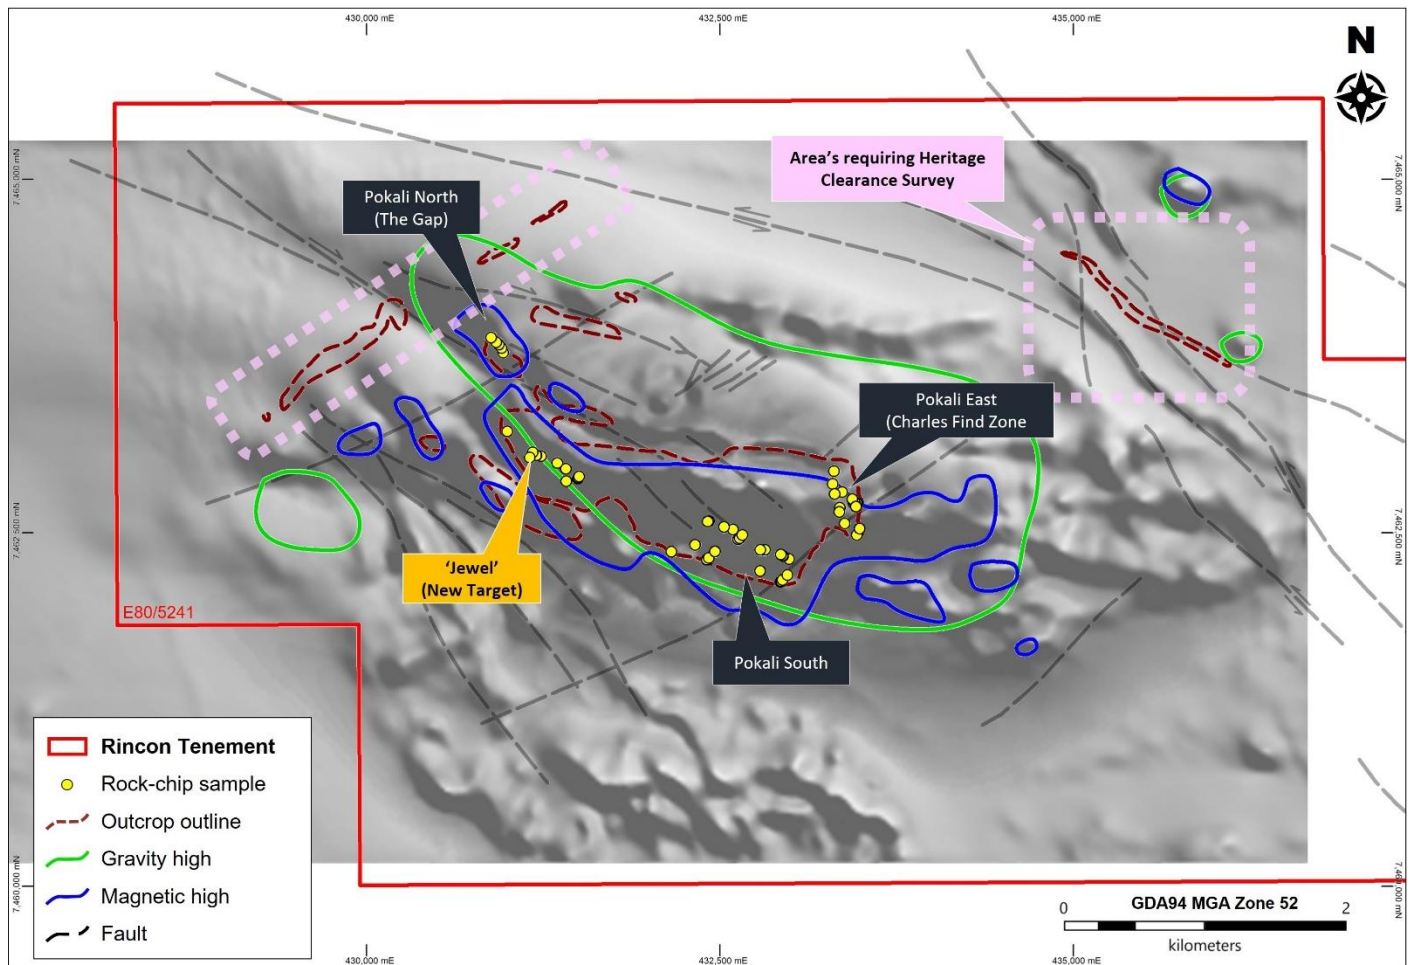 430,000 mE
432,500 mE
435,000 mE
N
7,465,000 mN
7,465,000 mN
Area's requiring Heritage
Clearance Survey
Pokali North
(The Gap)
Pokali East
(Charles Find Zone
7,462,500 mN
7,462,500 mN
'Jewel'
(New Target)
E80/5241
Pokali South
Rincon Tenement
Rock-chip sample
Outcrop outline
Gravity high
Magnetic high
Fault
7,460,000 mN
7,460,000 mN
0
GDA94 MGA Zone 52
2
kilometers
430,000 mE
432,500 mE
435,000 mE